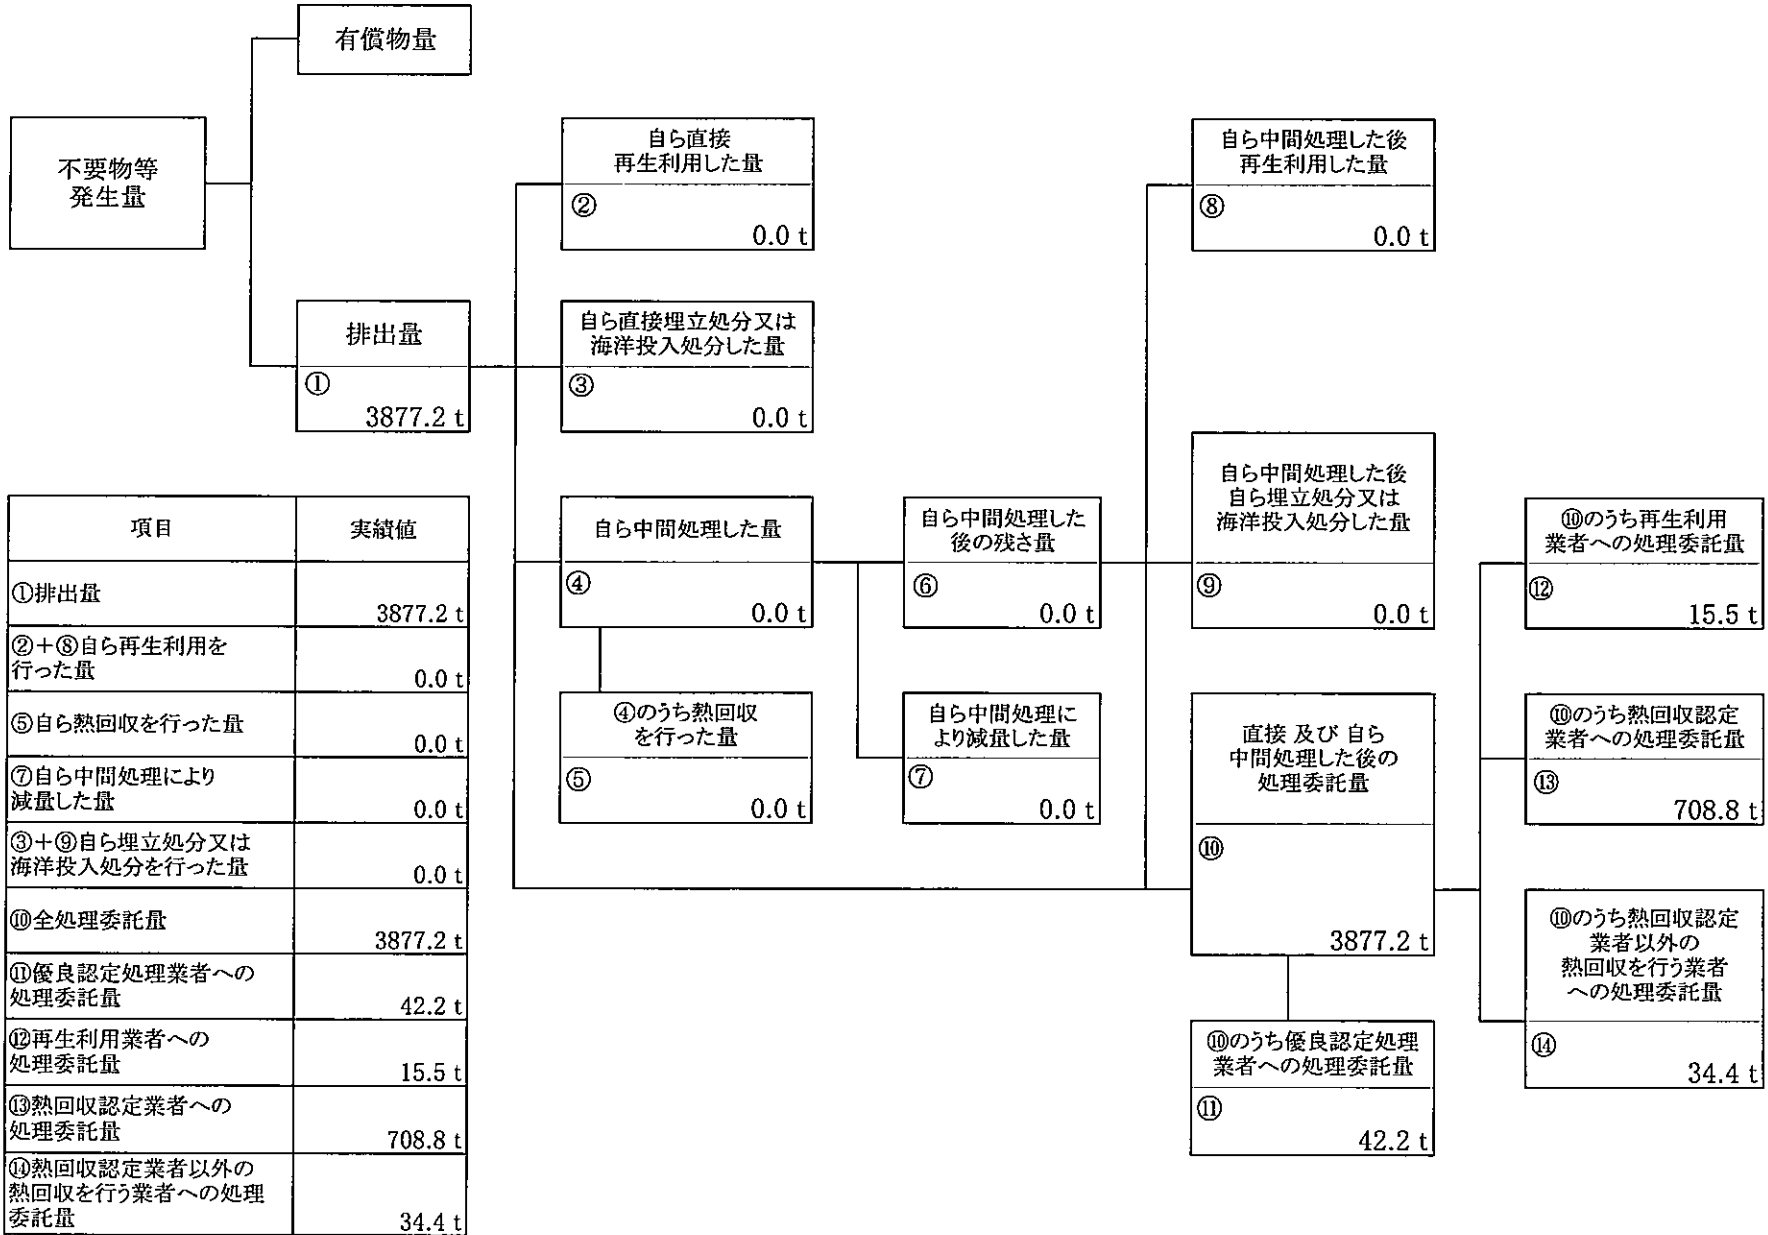 有償物量
不要物等
発生量
自ら直接
再生利用した量
②
0.0 t
自ら中間処理した後
再生利用した量
⑧
0.0 t
排出量
①
3877.2 t
自ら直接埋立処分又は
海洋投入処分した量
③
0.0 t
自ら中間処理した量
④
0.0 t
自ら中間処理した
後の残さ量
⑥
0.0 t
自ら中間処理した後
自ら埋立処分又は
海洋投入処分した量
⑨
0.0 t
⑩のうち再生利用
業者への処理委託量
⑫
15.5 t
④のうち熱回収
を行った量
⑤
0.0 t
自ら中間処理に
より減量した量
⑦
0.0 t
直接 及び 自ら
中間処理した後の
処理委託量
⑩
3877.2 t
⑩のうち熱回収認定
業者への処理委託量
⑬
708.8 t
⑩のうち熱回収認定
業者以外の
熱回収を行う業者
への処理委託量
⑭
34.4 t
⑩のうち優良認定処理
業者への処理委託量
⑪
42.2 t
項目 実績値
①排出量
3877.2 t
②+⑧自ら再生利用を
行った量
0.0 t
⑤自ら熱回収を行った量
0.0 t
⑦自ら中間処理により
減量した量
0.0 t
③+⑨自ら埋立処分又は
海洋投入処分を行った量
0.0 t
⑩全処理委託量
3877.2 t
⑪優良認定処理業者への
処理委託量
42.2 t
⑫再生利用業者への
処理委託量
15.5 t
⑬熱回収認定業者への
処理委託量
708.8 t
⑭熱回収認定業者以外の
熱回収を行う業者への処理
委託量
34.4 t